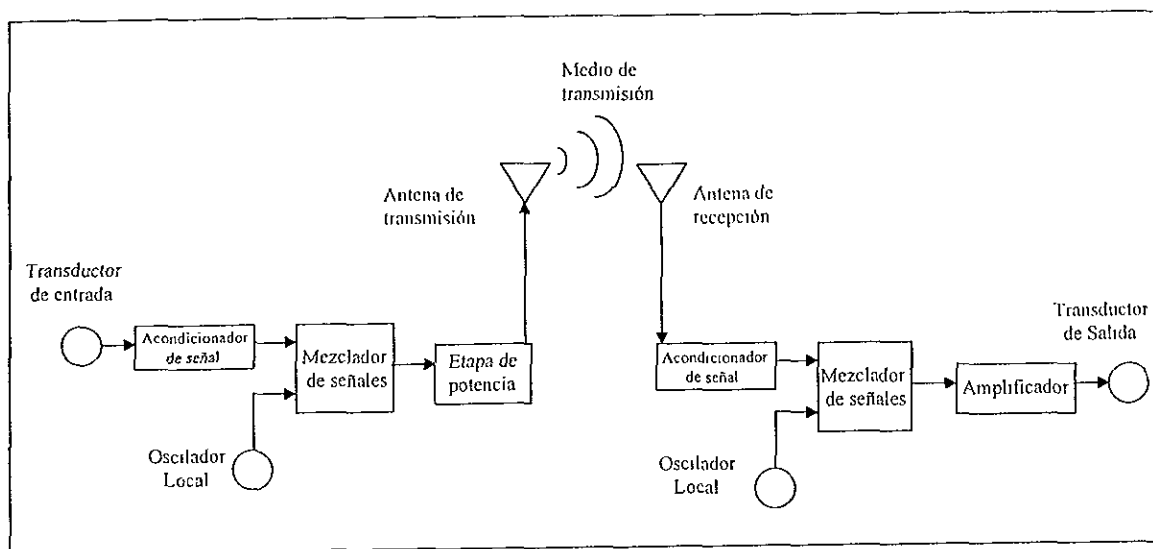 Medio de
transmisión
Antena de
transmisión
Antena de
recepción
Transductor
de entrada
Acondicionador
de señal
Mezclador
de señales
Etapa de
potencia
Oscilador
Local
Acondicionador
de señal
Mezclador
de señales
Amplificador
Transductor
de Salida
Oscilador
Local